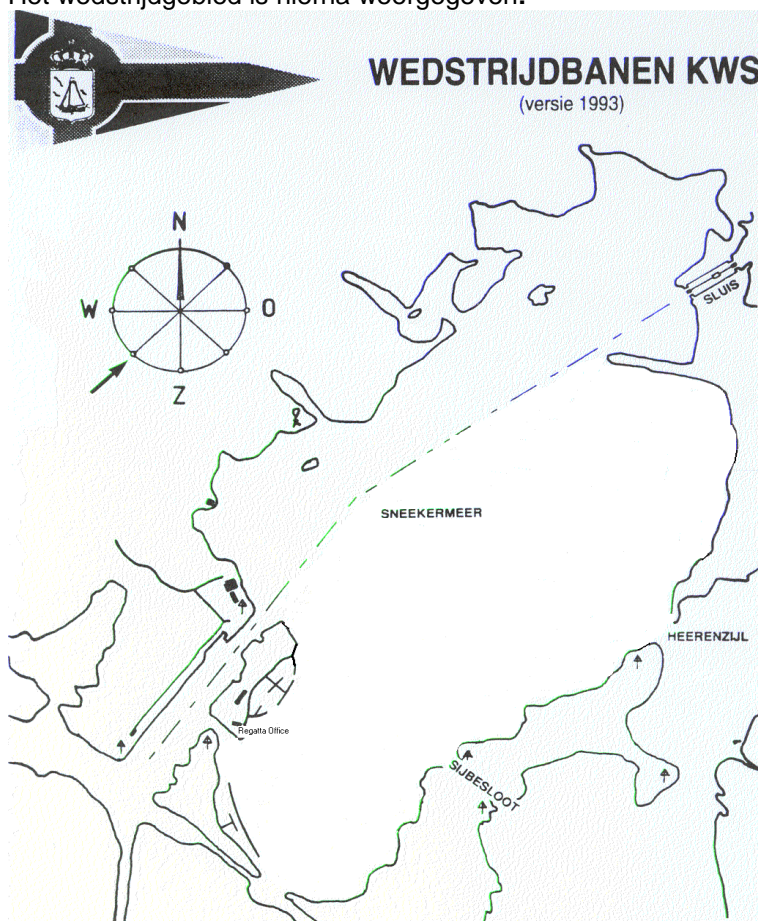 Het wedstrijdgebied is hierna weergegeven.
WEDSTRIJDBANEN KWS
(versie 1993)
N
W
O
Z
SLUIS
SNEEKERMEER
HEERENZIJL
Regatta Office
SIJBESLOOT